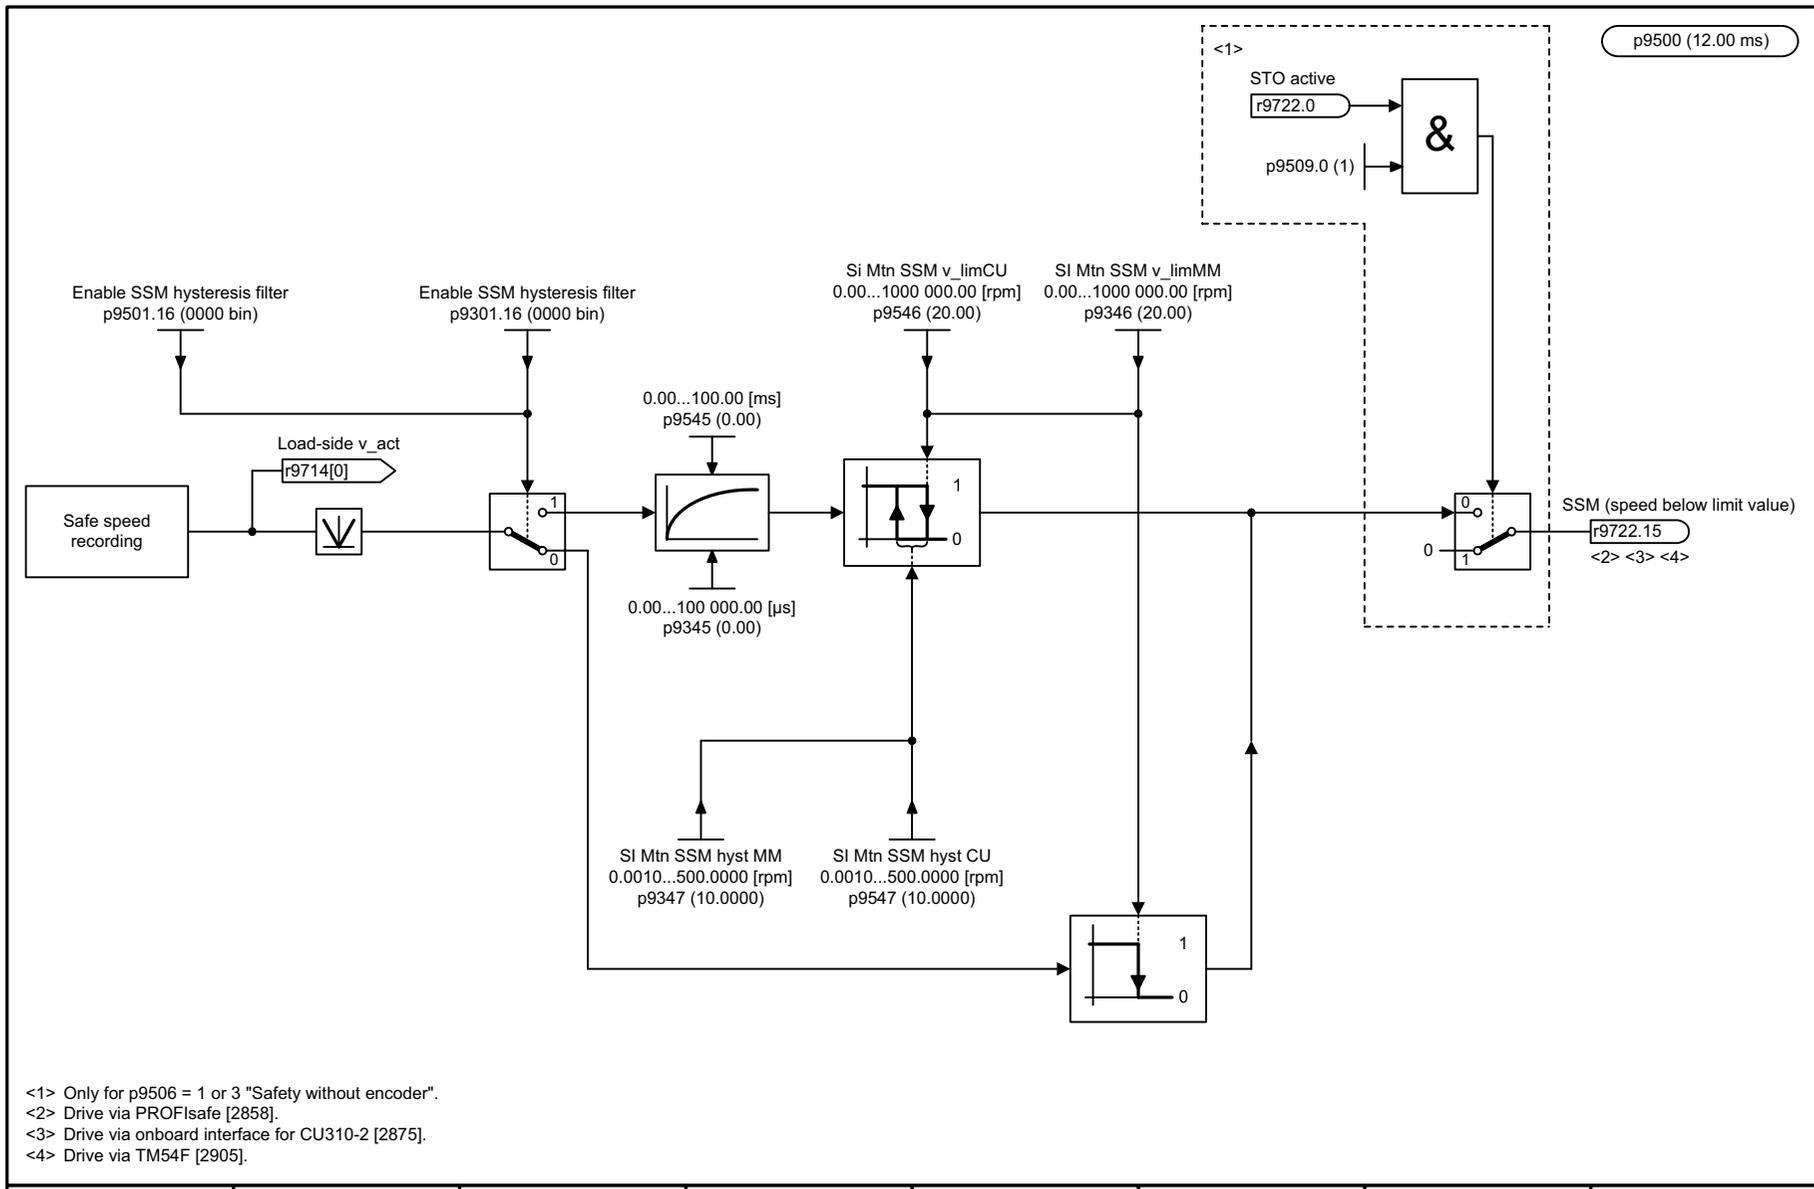 p9500 (12.00 ms)
<1>
STO active
r9722.0
&
p9509.0 (1)
Enable SSM hysteresis filter
p9501.16 (0000 bin)
Enable SSM hysteresis filter
p9301.16 (0000 bin)
Si Mtn SSM v_limCU
0.00...1000 000.00 [rpm]
p9546 (20.00)
SI Mtn SSM v_limMM
0.00...1000 000.00 [rpm]
p9346 (20.00)
0.00...100.00 [ms]
p9545 (0.00)
Load-side v_act
r9714[0]
Safe speed
recording
1
0
1
0
0.00...100 000.00 [µs]
p9345 (0.00)
0
0
1
SSM (speed below limit value)
r9722.15
<2> <3> <4>
SI Mtn SSM hyst MM
0.0010...500.0000 [rpm]
p9347 (10.0000)
SI Mtn SSM hyst CU
0.0010...500.0000 [rpm]
p9547 (10.0000)
1
0
<1> Only for p9506 = 1 or 3 "Safety without encoder".
<2> Drive via PROFIsafe [2858].
<3> Drive via onboard interface for CU310-2 [2875].
<4> Drive via TM54F [2905].